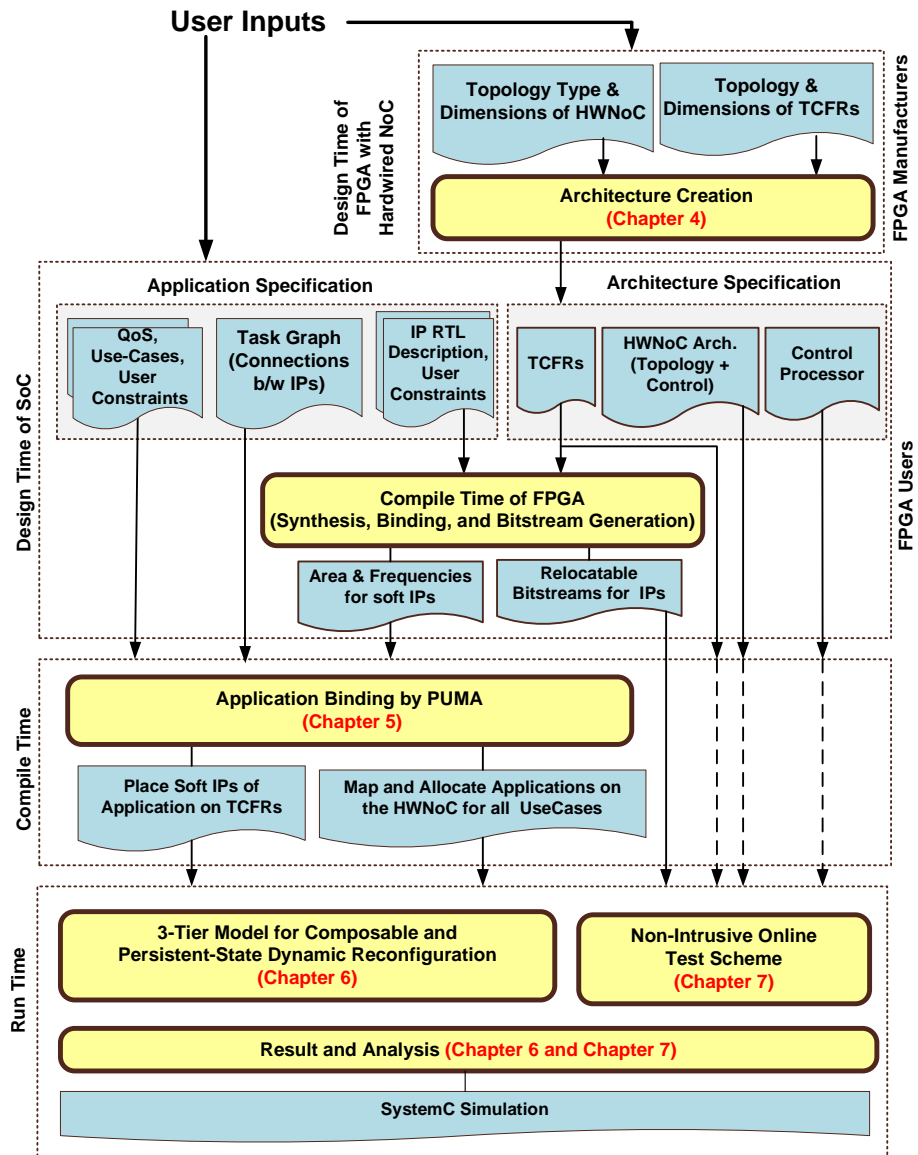 User Inputs
Topology Type &
Dimensions of HWNoC
Topology &
Dimensions of TCFRs
Design Time of
FPGA with
Hardwired NoC
FPGA Manufacturers
Architecture Creation
(Chapter 4)
Application Specification
Architecture Specification
QoS,
Use-Cases,
User
Constraints
Task Graph
(Connections
b/w IPs)
IP RTL
Description,
User
Constraints
TCFRs
HWNoC Arch.
(Topology +
Control)
Control
Processor
Design Time of SoC
FPGA Users
Compile Time of FPGA
(Synthesis, Binding, and Bitstream Generation)
Area & Frequencies
for soft IPs
Relocatable
Bitstreams for IPs
Compile Time
Application Binding by PUMA
(Chapter 5)
Place Soft IPs of
Application on TCFRs
Map and Allocate Applications on
the HWNoC for all UseCases
Run Time
3-Tier Model for Composable and
Persistent-State Dynamic Reconfiguration
(Chapter 6)
Non-Intrusive Online
Test Scheme
(Chapter 7)
Result and Analysis (Chapter 6 and Chapter 7)
SystemC Simulation